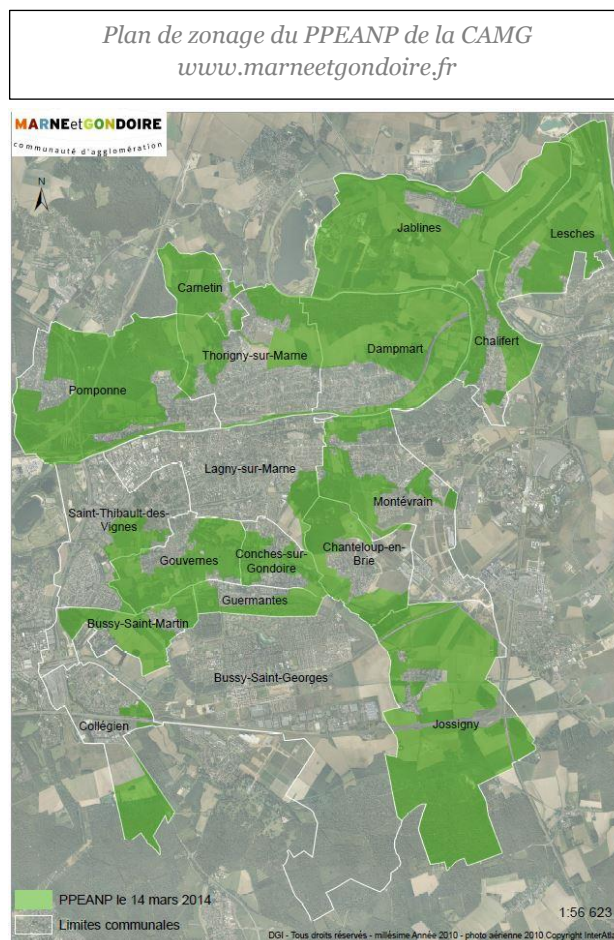 Plan de zonage du PPEANP de la CAMG
www.marneetgondoire.fr
MARNEetGONDOIRE
communauté d'agglomération
N
Jablines
Lesches
Carnetin
Thorigny-sur-Marne
Dampmart
Chalifert
Pomponne
Lagny-sur-Marne
Montévrain
Saint-Thibault-des-
Vignes
Gouvernes
Conches-sur-
Gondoire
Chanteloup-en-
Brie
Guermantes
Bussy-Saint-Martin
Bussy-Saint-Georges
Collégien
Jossigny
PPEANP le 14 mars 2014
Limites communales
1:56 623
DGI - Tous droits réservés - millésime Année 2010 - photo aérienne 2010 Copyright